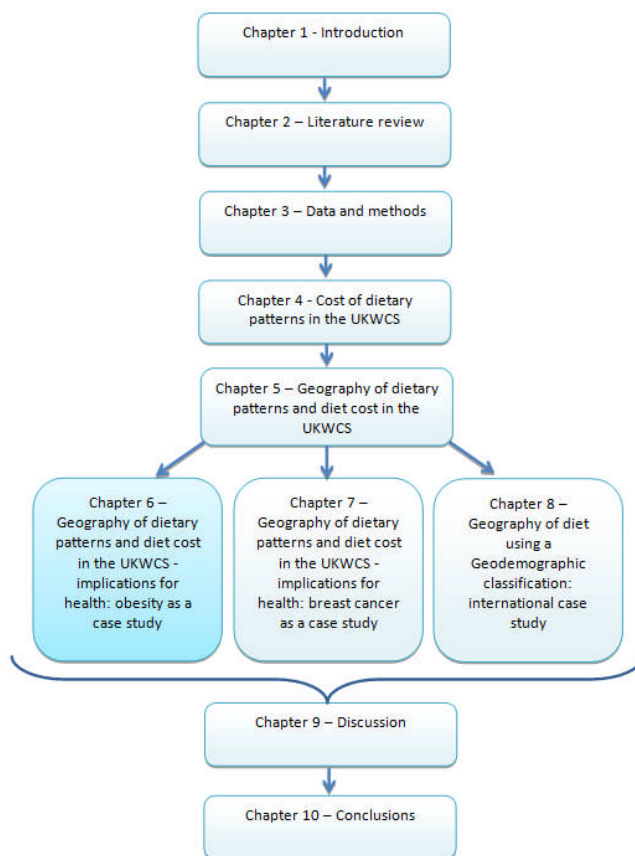 Chapter 1 - Introduction
Chapter 2 – Literature review
Chapter 3 – Data and methods
Chapter 4 - Cost of dietary
patterns in the UKWCS
Chapter 5 – Geography of dietary
patterns and diet cost in the
UKWCS
Chapter 6 –
Geography of dietary
patterns and diet cost
in the UKWCS -
implications for
health: obesity as a
case study
Chapter 7 –
Geography of dietary
patterns and diet cost
in the UKWCS -
implications for
health: breast cancer
as a case study
Chapter 8 –
Geography of diet
using a
Geodemographic
classification:
international case
study
Chapter 9 – Discussion
Chapter 10 – Conclusions